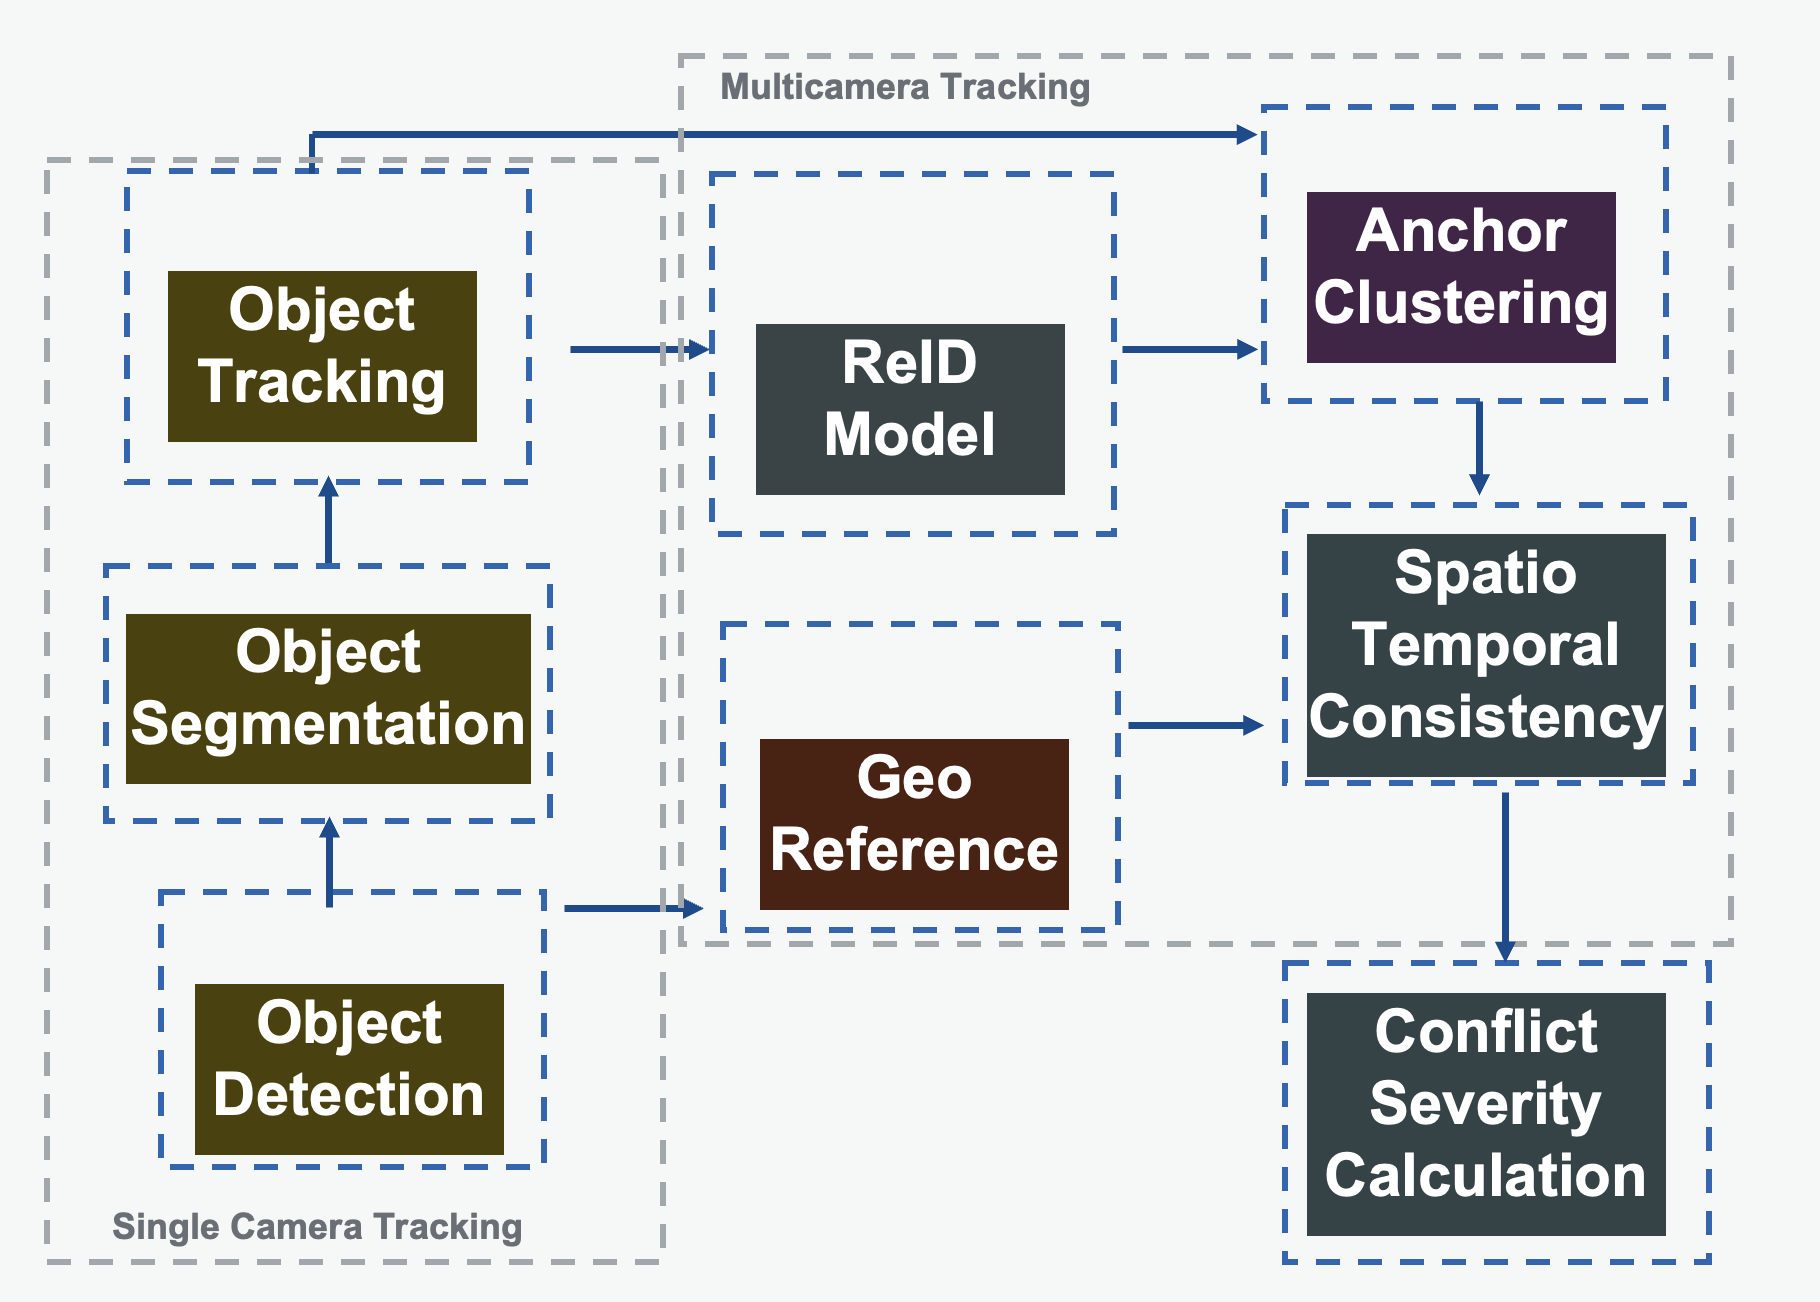 Multicamera Tracking
Object
Tracking
ReID
Model
Anchor
Clustering
Object
Segmentation
Geo
Reference
Spatio
Temporal
Consistency
Object
Detection
Conflict
Severity
Calculation
Single Camera Tracking